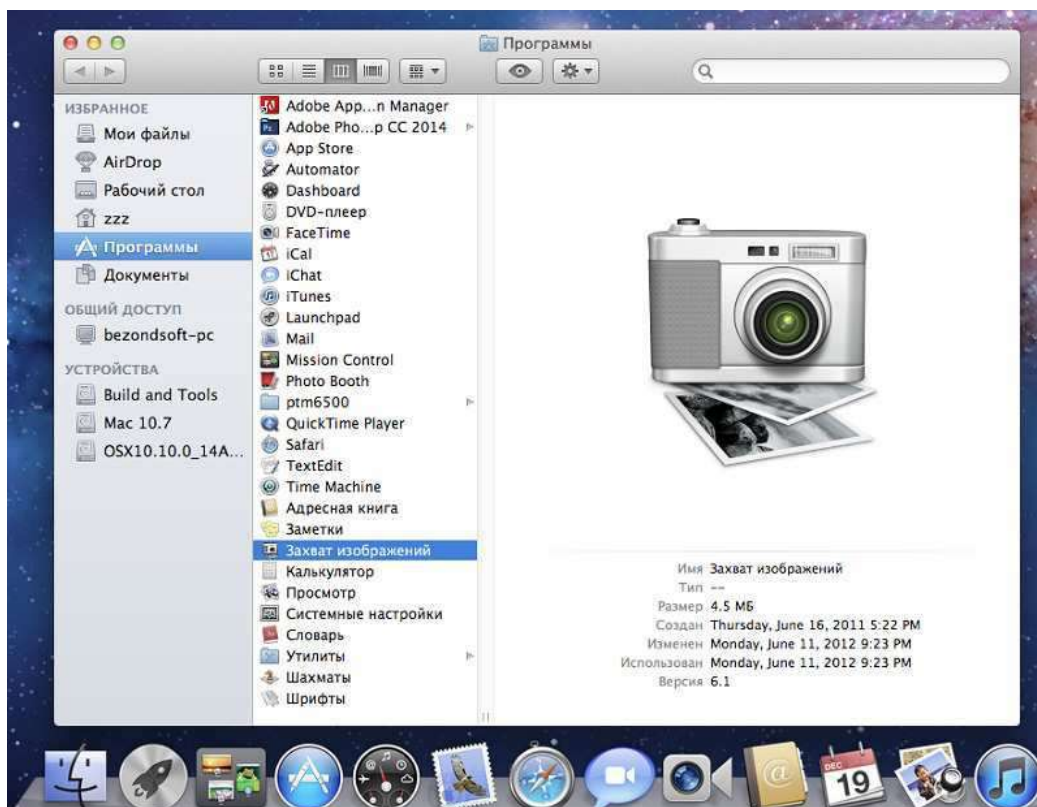 Программы
ИЗБРАННОЕ
Мои файлы
AirDrop
Рабочий стол
zzz
Программы
Документы
ОБЩИЙ ДОСТУП
bezondsoft-pc
УСТРОЙСТВА
Build and Tools
Mac 10.7
OSX10.10.0_14A...
Adobe App...n Manager
Adobe Pho...p CC 2014
App Store
Automator
Dashboard
DVD-плеер
FaceTime
iCal
iChat
iTunes
Launchpad
Mail
Mission Control
Photo Booth
ptm6500
QuickTime Player
Safari
TextEdit
Time Machine
Адресная книга
Заметки
Захват изображений
Калькулятор
Просмотр
Системные настройки
Словарь
Утилиты
Шахматы
Шрифты
Имя Захват изображений
Тип --
Размер 4.5 МБ
Создан Thursday, June 16, 2011 5:22 PM
Изменен Monday, June 11, 2012 9:23 PM
Использован Monday, June 11, 2012 9:23 PM
Версия 6.1
DEC
19